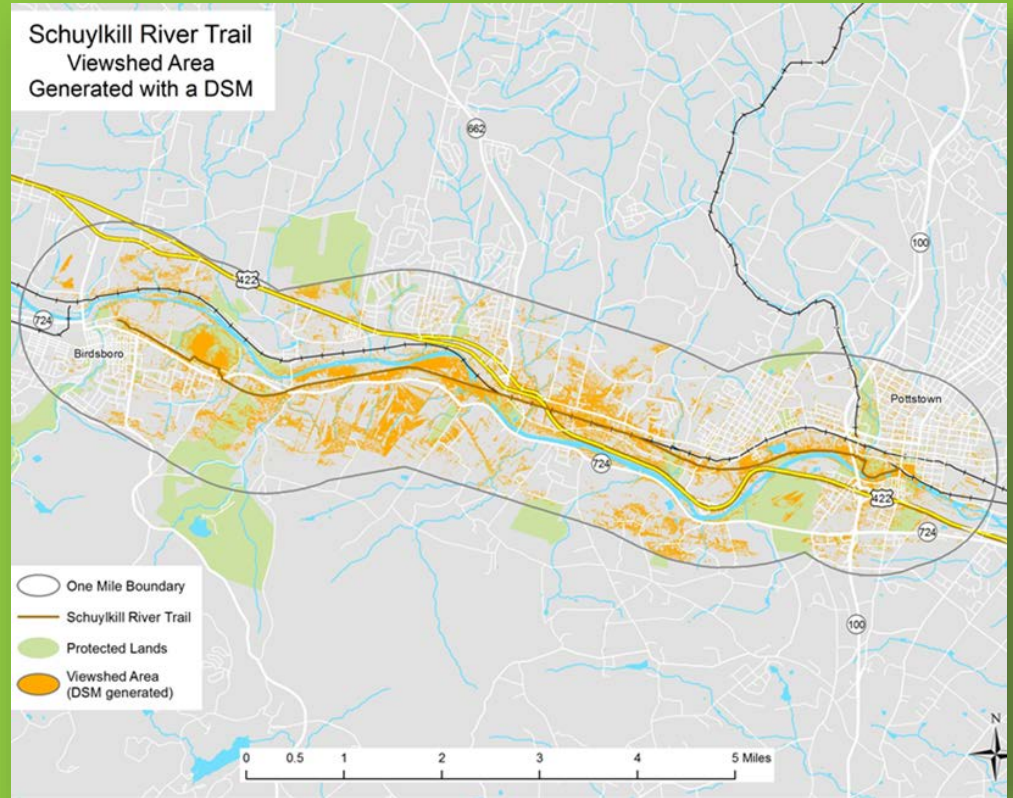 Schuylkill River Trail
Viewshed Area
Generated with a DSM
662
100
422
724
Birdsboro
Pottstown
724
422
724
100
One Mile Boundary
Schuylkill River Trail
Protected Lands
Viewshed Area
(DSM generated)
N
0 0.5 1 2 3 4 5 Miles